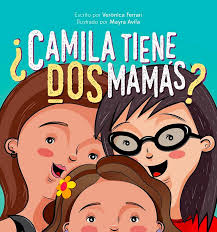 Escrito por Verónica Ferrari
Ilustrado por Mayra Avila
¿CAMILA TIENE
DOS MAMÁS?